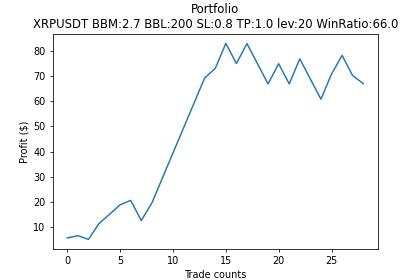 Portfolio
XRPUSDT BBM:2.7 BBL:200 SL:0.8 TP:1.0 lev:20 WinRatio:66.0
80
70
60
50
40
30
20
10
Profit ($)
0 5 10 15 20 25
Trade counts